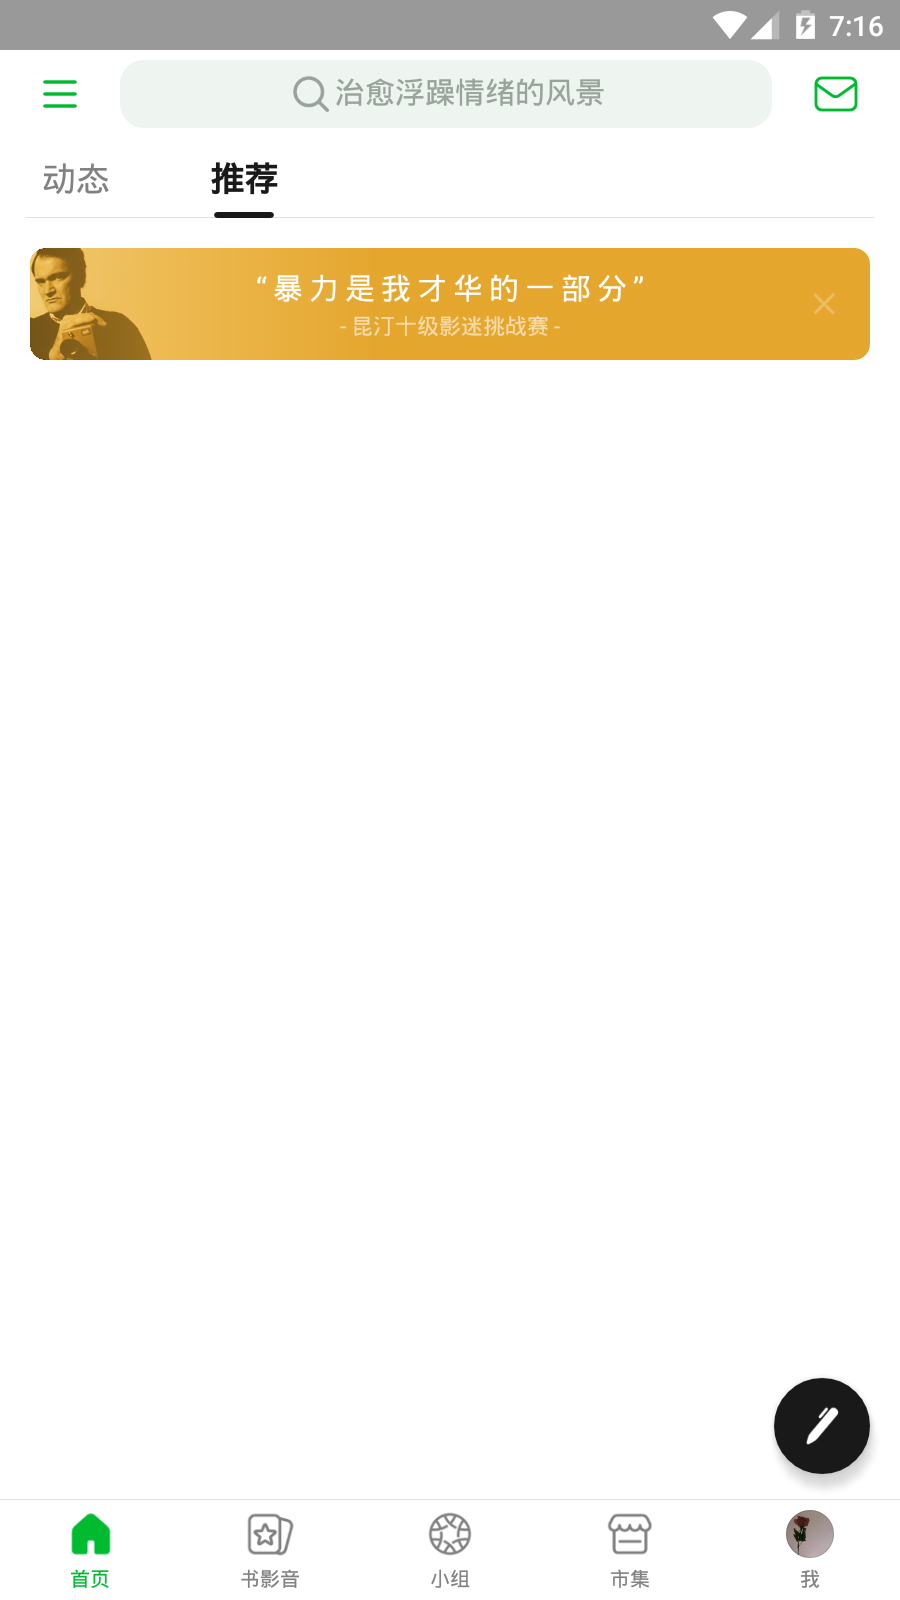 7:16
治愈浮躁情绪的风景
动态 推荐
“暴力是我才华的一部分”
- 昆汀十级影迷挑战赛 -
首页 书影音 小组 市集 我